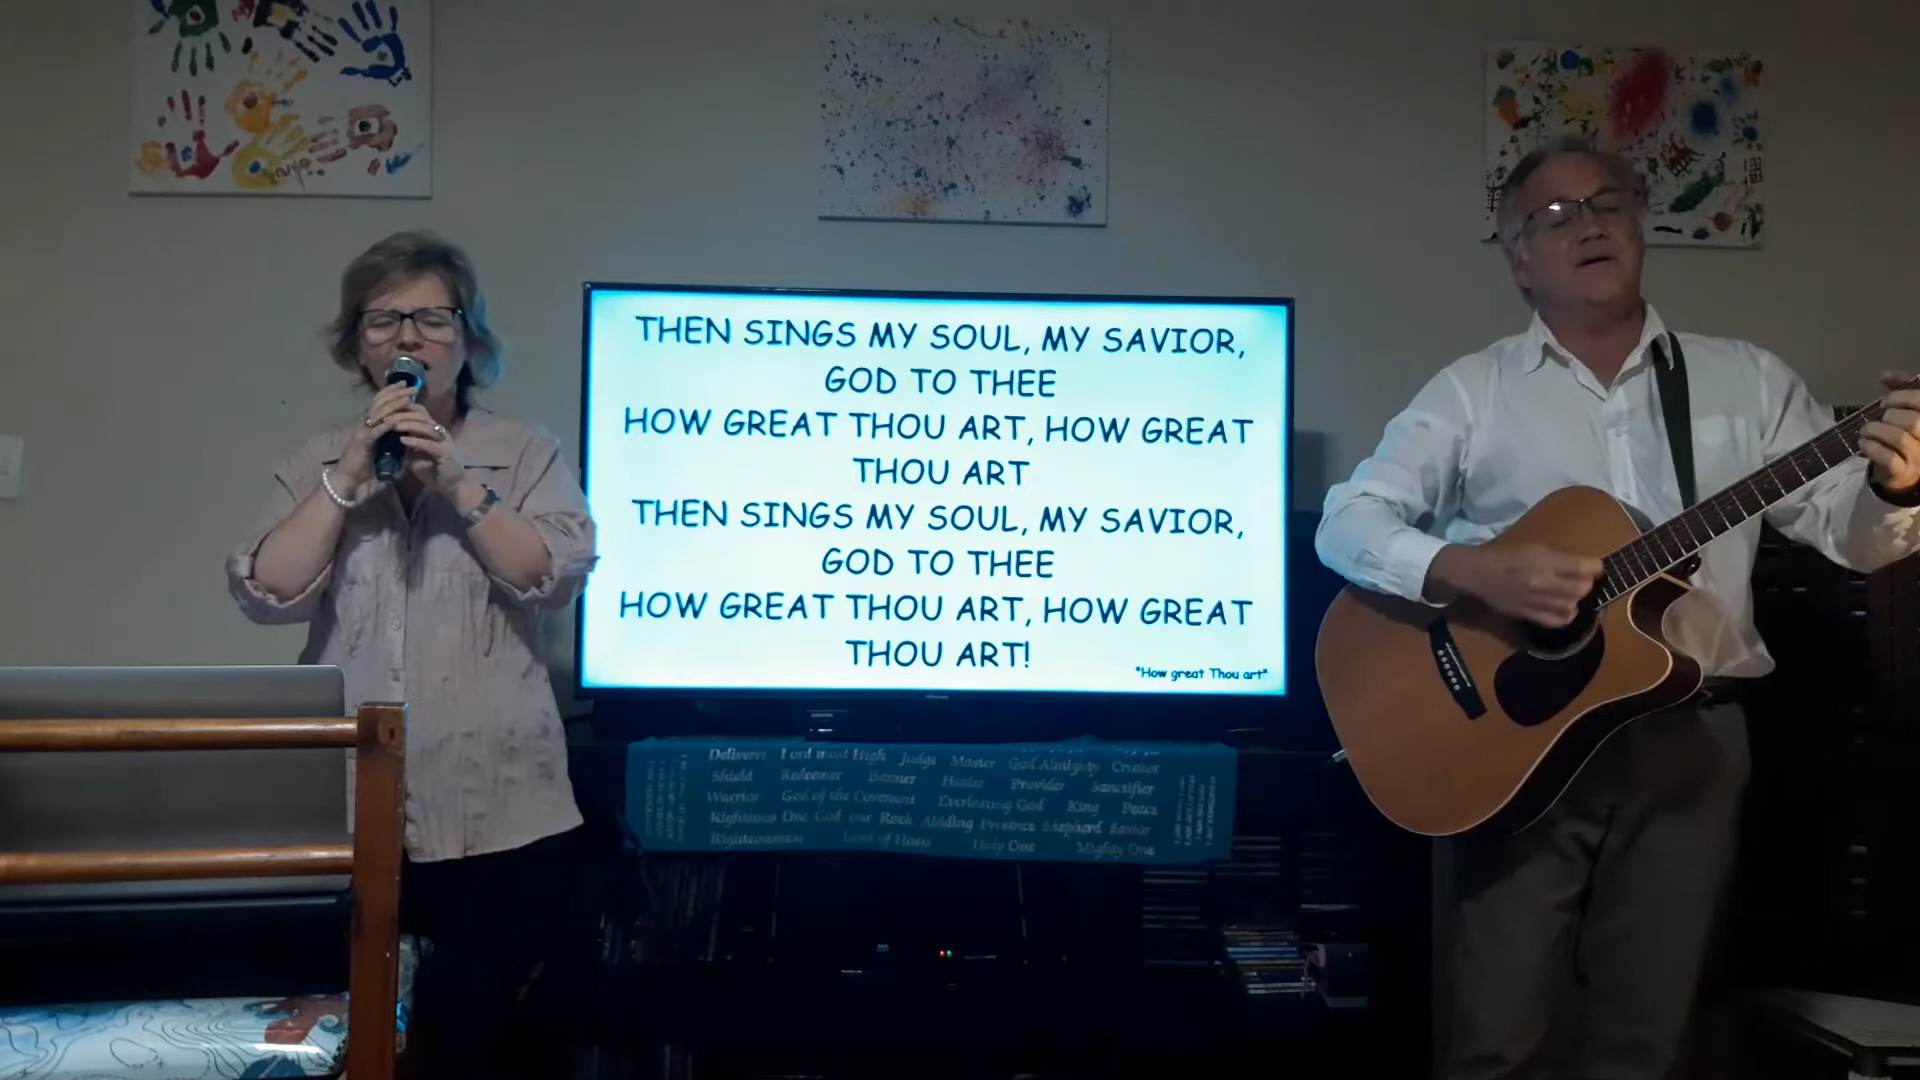 THEN SINGS MY SOUL, MY SAVIOR,
GOD TO THEE
HOW GREAT THOU ART, HOW GREAT
THOU ART
THEN SINGS MY SOUL, MY SAVIOR,
GOD TO THEE
HOW GREAT THOU ART, HOW GREAT
THOU ART!
"How great Thou art"
Deliverer Lord most High Judge Master God Almighty Creator
Shield Redeemer Banner Healer Provider Sanctifier
Warrior God of the Covenant Everlasting God King Peace
Righteous One God our Rock Abiding Presence Shepherd Savior
Righteousness Lord of Hosts Holy One Mighty One